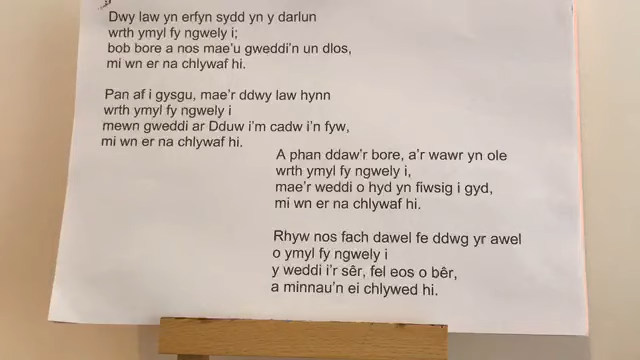 Dwy law yn erfyn sydd yn y darlun
wrth ymyl fy ngwely i;
bob bore a nos mae'u gweddi'n un dlos,
mi wn er na chlywaf hi.
Pan af i gysgu, mae'r ddwy law hynn
wrth ymyl fy ngwely i
mewn gweddi ar Dduw i'm cadw i'n fyw,
mi wn er na chlywaf hi.
A phan ddaw'r bore, a'r wawr yn ole
wrth ymyl fy ngwely i,
mae'r weddi o hyd yn fiwsig i gyd,
mi wn er na chlywaf hi.
Rhyw nos fach dawel fe ddwg yr awel
o ymyl fy ngwely i
y weddi i'r sêr, fel eos o bêr,
a minnau'n ei chlywed hi.